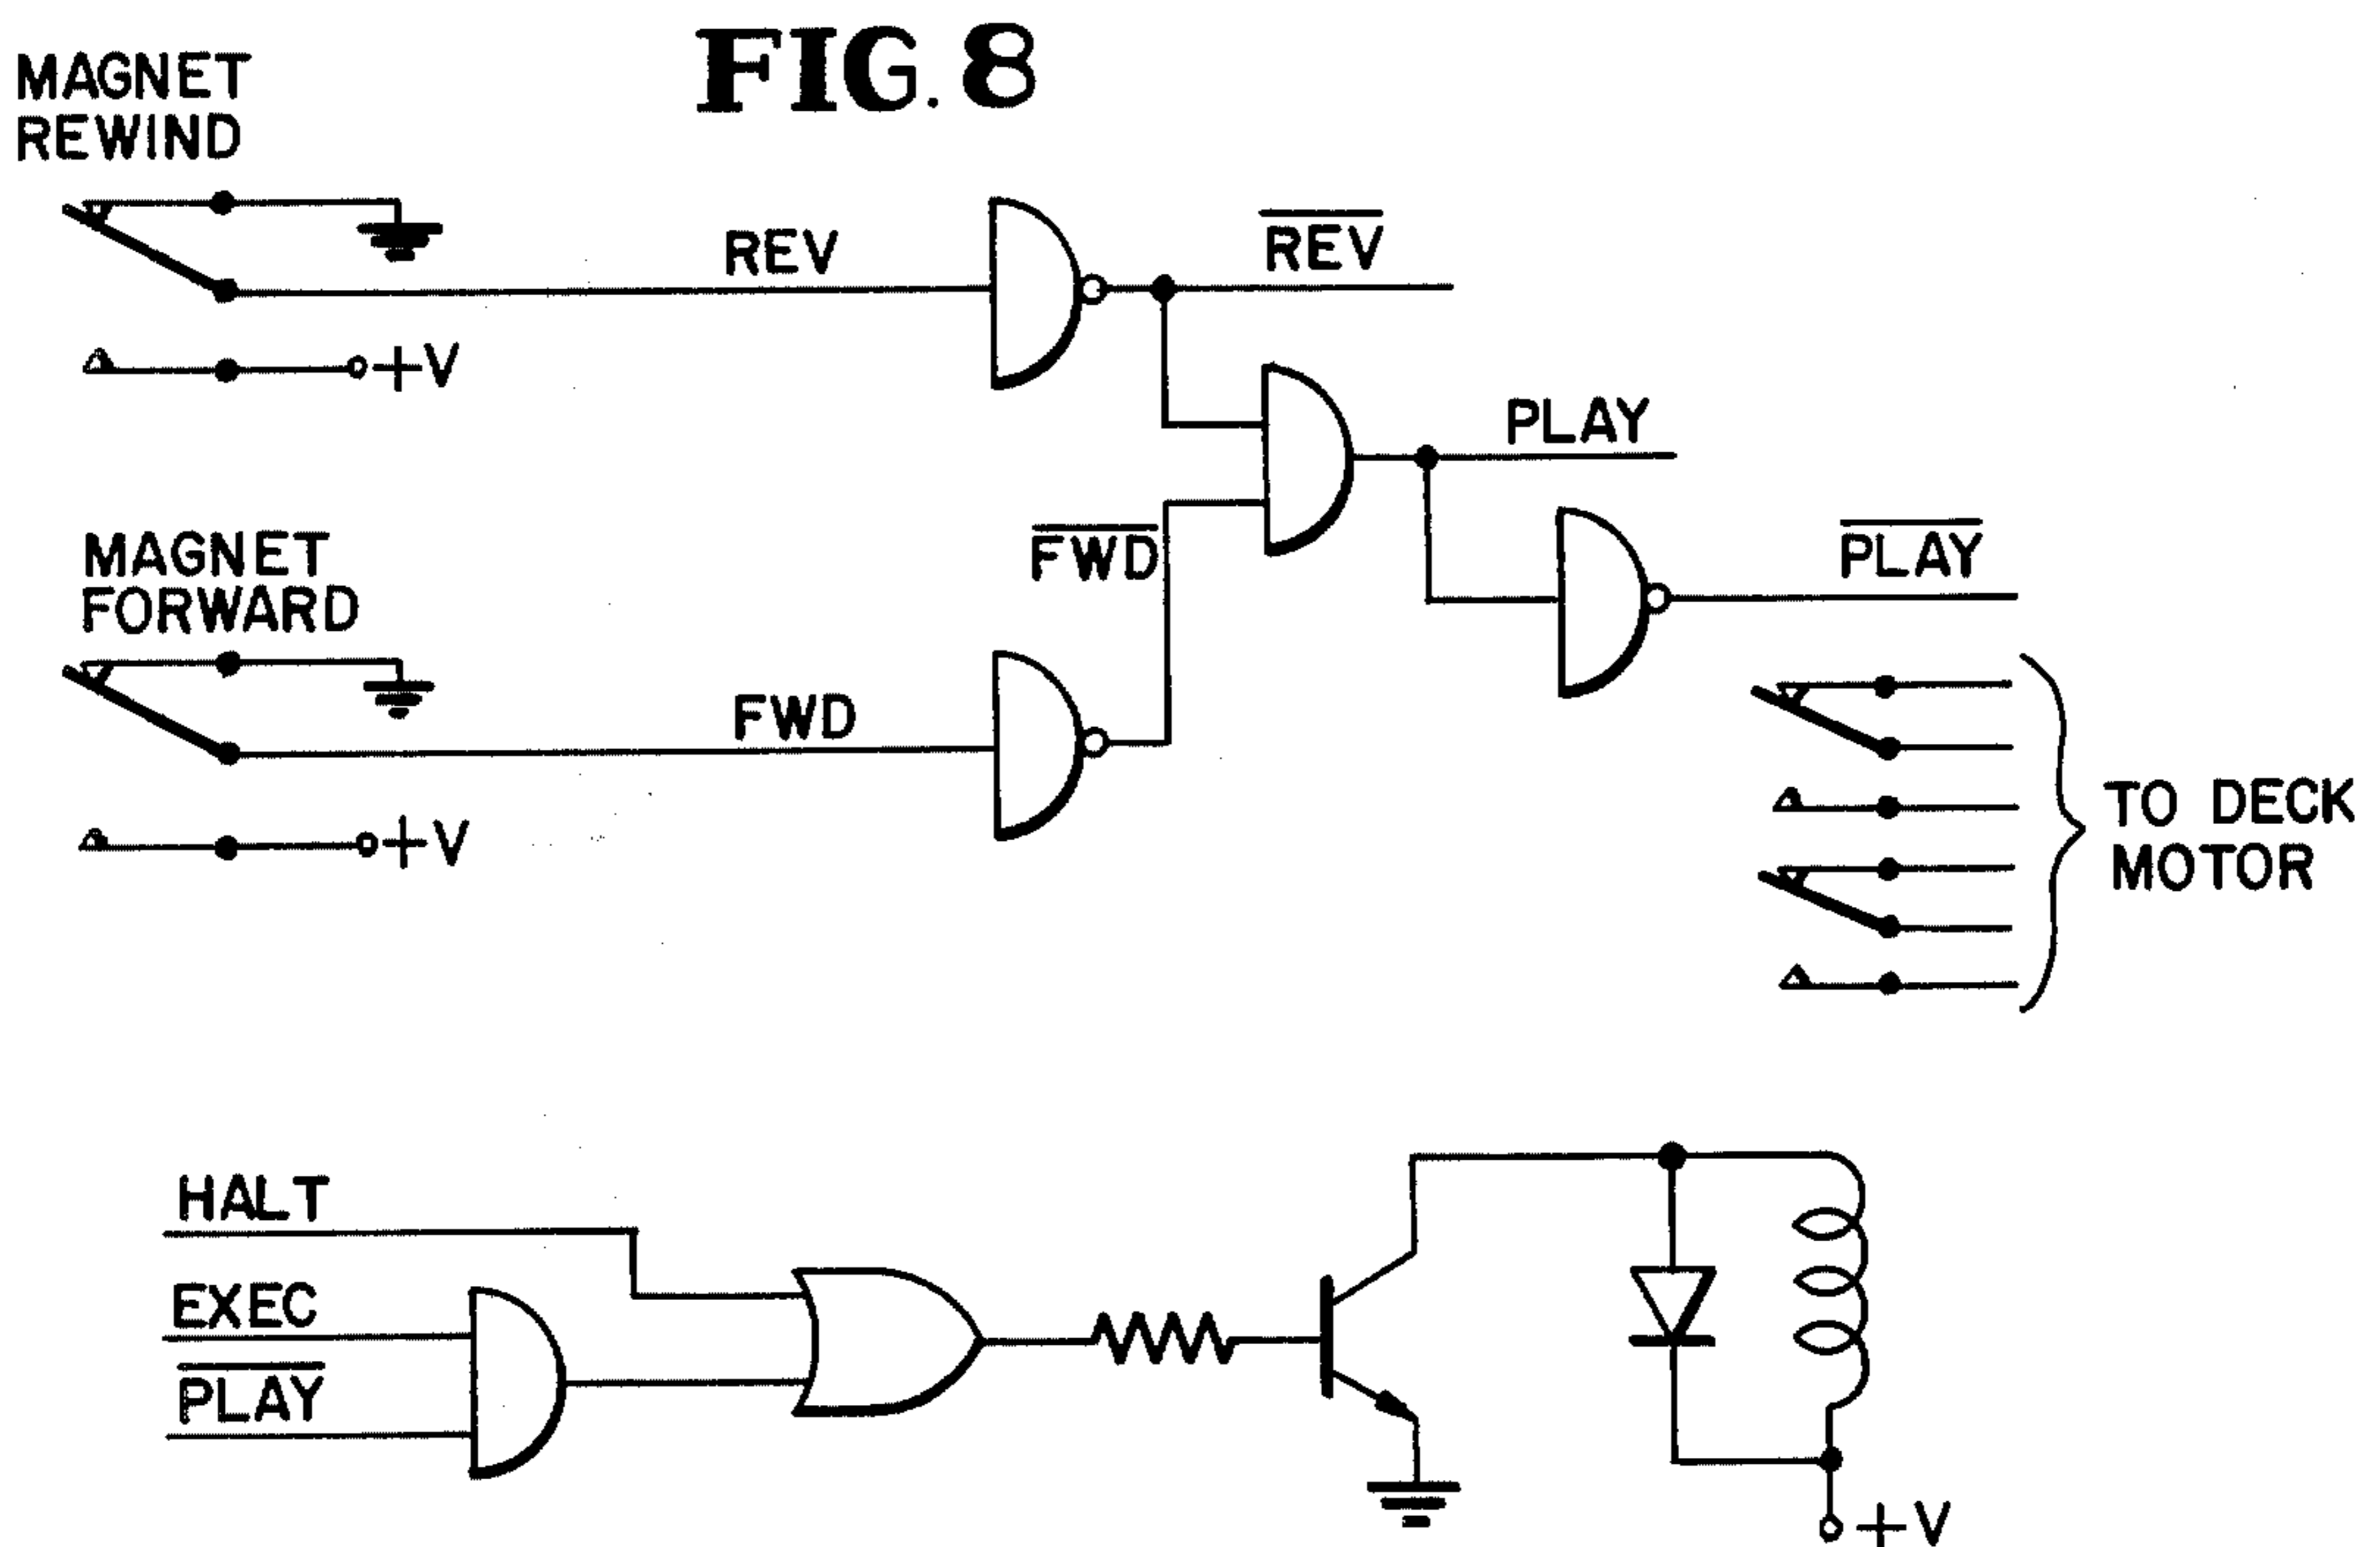 FIG. 8
MAGNET
REWIND
REV
REV
+V
PLAY
MAGNET
FORWARD
FWD
PLAY
FWD
+V
TO DECK
MOTOR
HALT
EXEC
PLAY
+V